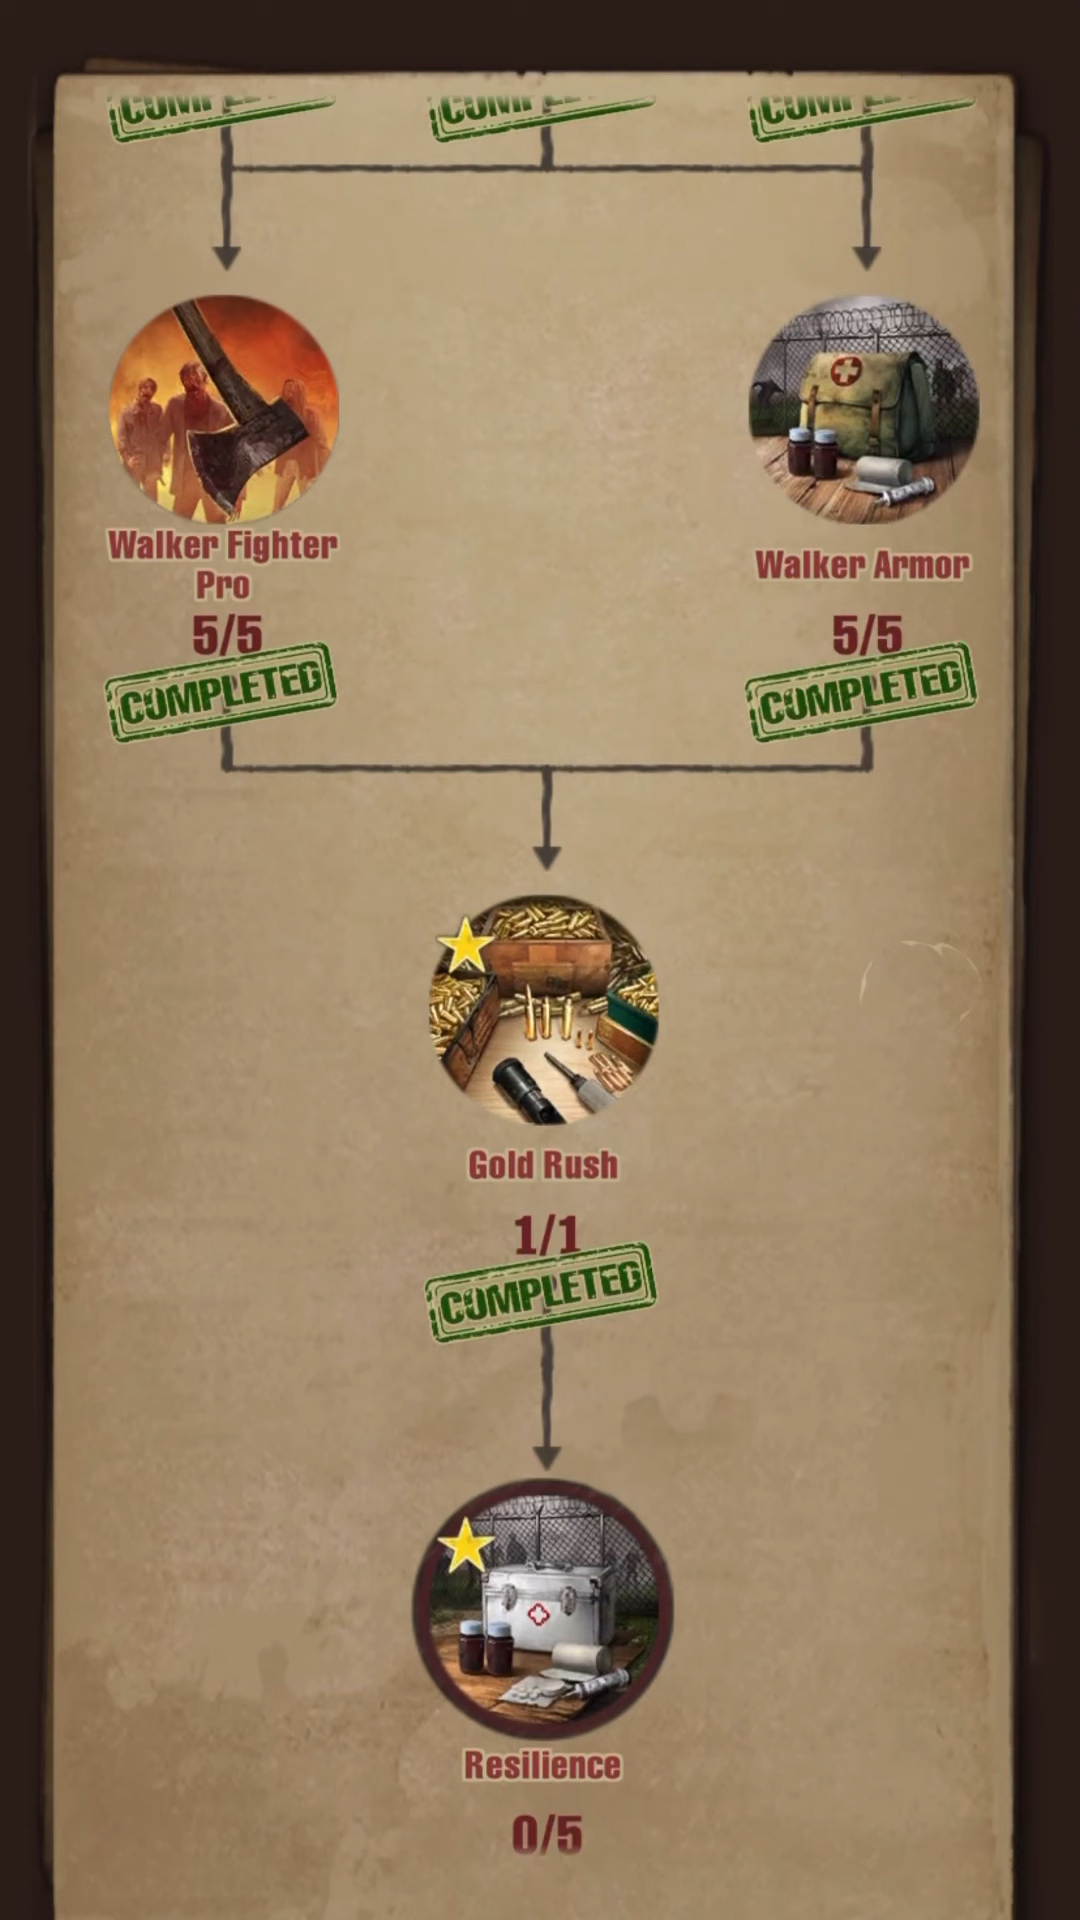 Walker Fighter
Pro
Walker Armor
5/5
5/5
COMPLETED
COMPLETED
Gold Rush
1/1
COMPLETED
Resilience
0/5